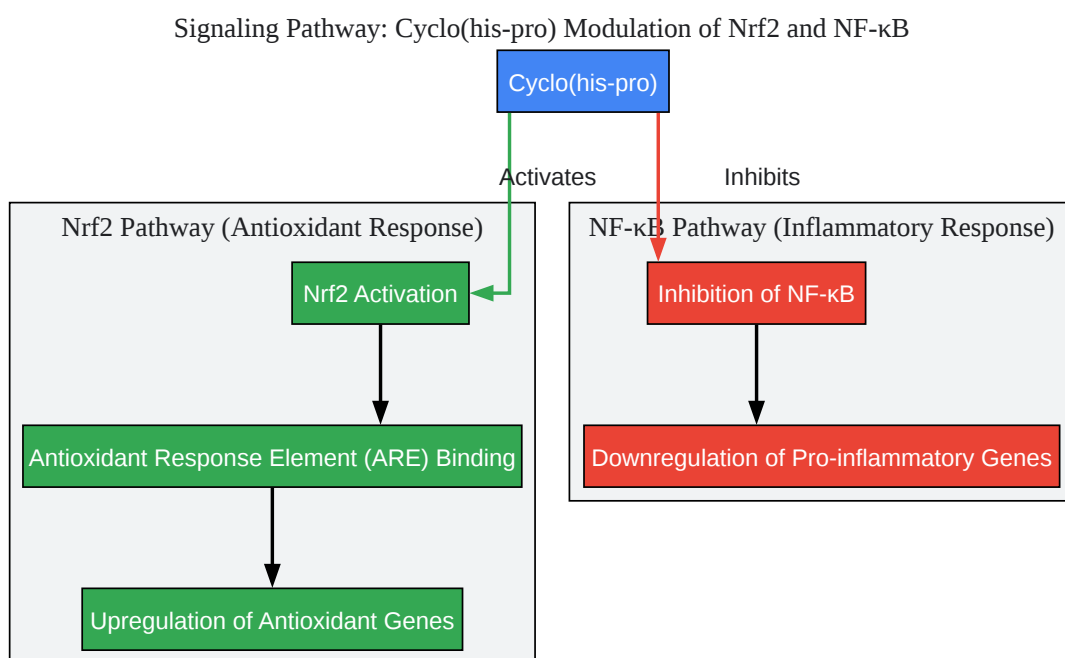 Signaling Pathway: Cyclo(his-pro) Modulation of Nrf2 and NF-κB
Cyclo(his-pro)
Activates
Inhibits
Nrf2 Pathway (Antioxidant Response)
NF-κB Pathway (Inflammatory Response)
Nrf2 Activation
Inhibition of NF-κB
Antioxidant Response Element (ARE) Binding
Downregulation of Pro-inflammatory Genes
Upregulation of Antioxidant Genes